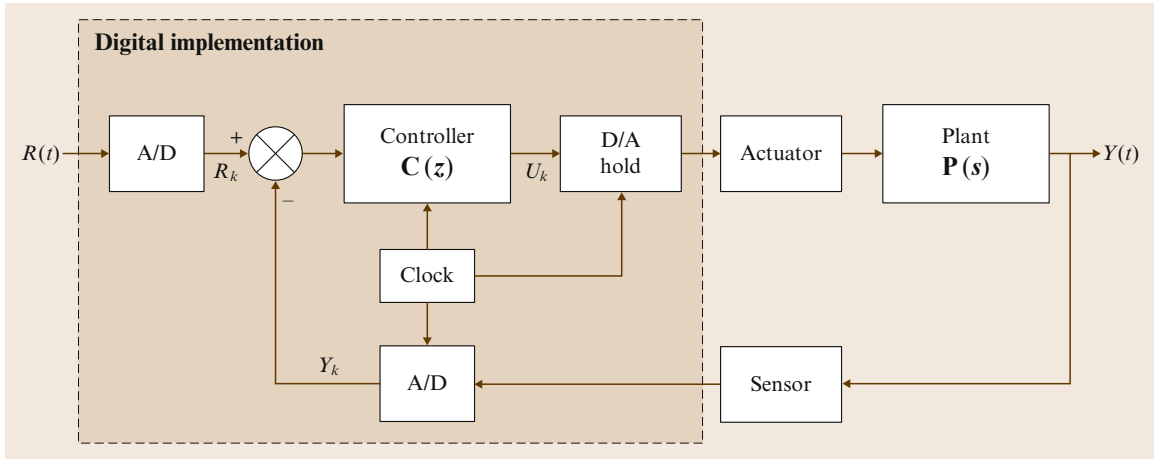 Digital implementation
R(t)
A/D
+
R_k
−
Controller
C(z)
U_k
D/A
hold
Actuator
Plant
P(s)
Y(t)
Clock
Y_k
A/D
Sensor